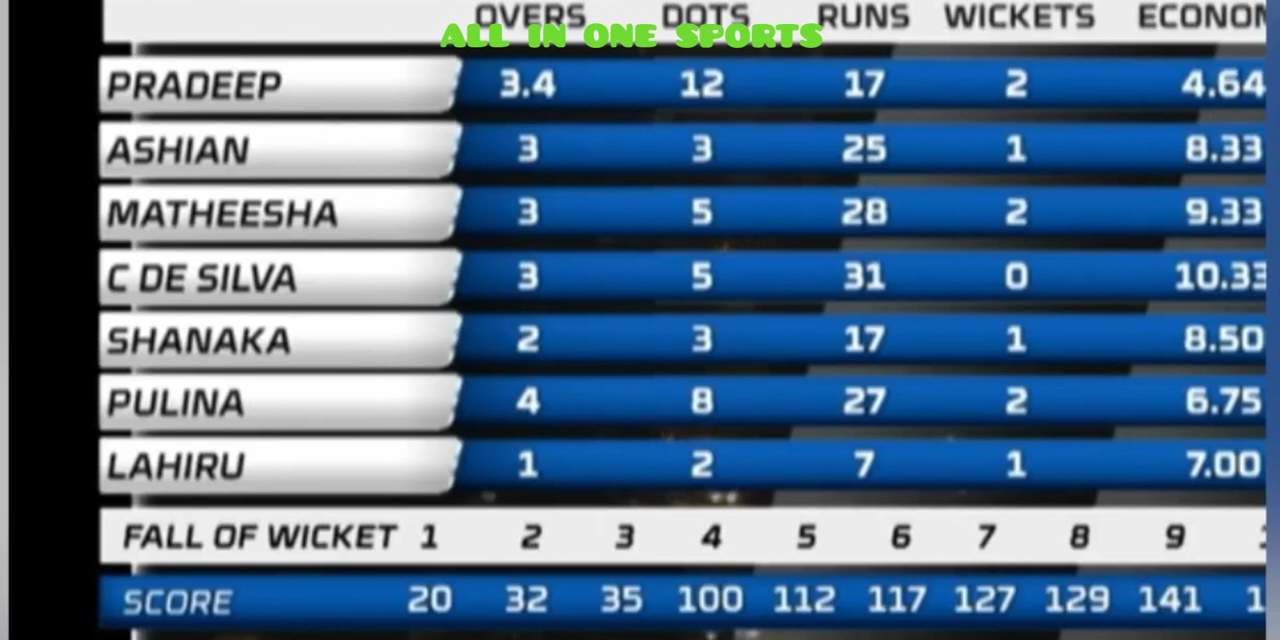 OVERS DOTS RUNS WICKETS ECONOM
ALL IN ONE SPORTS
PRADEEP 3.4 12 17 2 4.64
ASHIAN 3 3 25 1 8.33
MATHEESHA 3 5 28 2 9.33
C DE SILVA 3 5 31 0 10.33
SHANAKA 2 3 17 1 8.50
PULINA 4 8 27 2 6.75
LAHIRU 1 2 7 1 7.00
FALL OF WICKET 1 2 3 4 5 6 7 8 9
SCORE 20 32 35 100 112 117 127 129 141